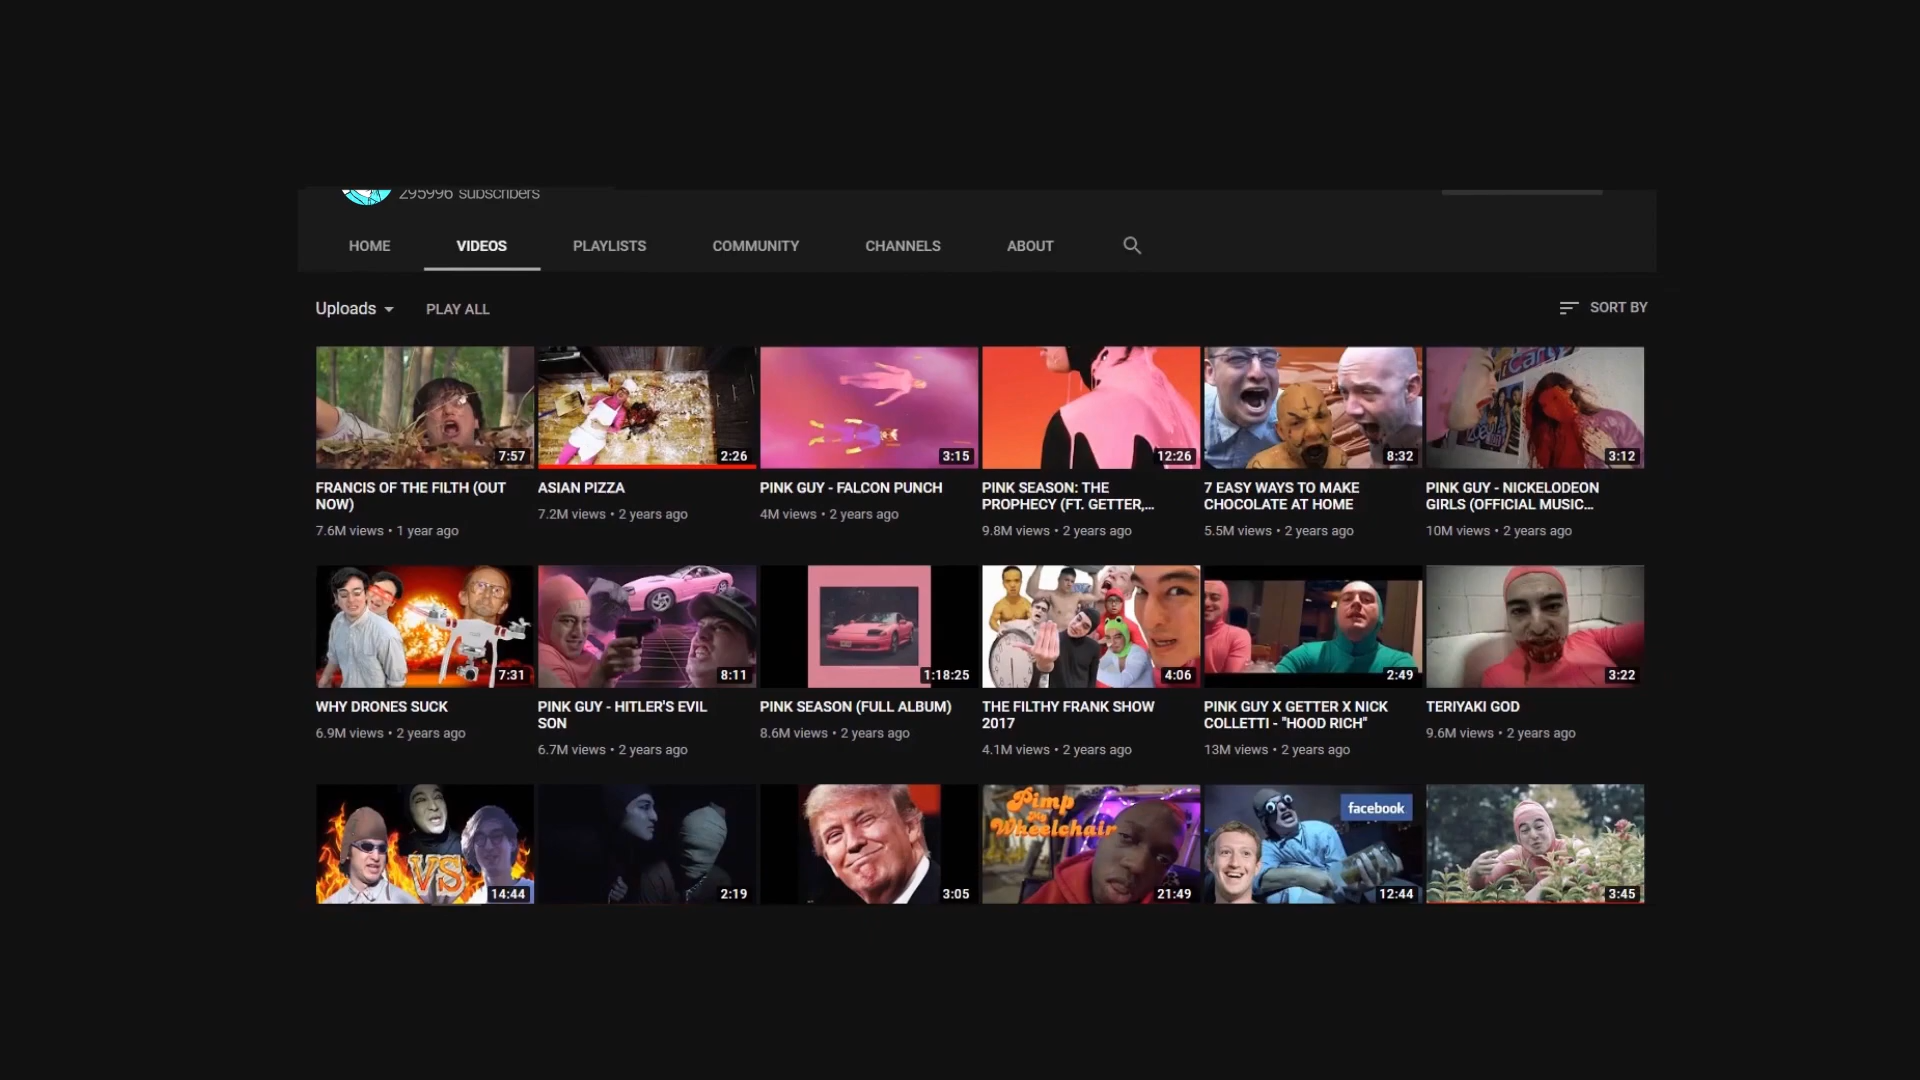 295996 subscribers
HOME VIDEOS PLAYLISTS COMMUNITY CHANNELS ABOUT
Uploads PLAY ALL SORT BY
iCarly
7:57 2:26 3:15 12:26 8:32 3:12
FRANCIS OF THE FILTH (OUT
NOW)
7.6M views • 1 year ago
ASIAN PIZZA
7.2M views • 2 years ago
PINK GUY - FALCON PUNCH
4M views • 2 years ago
PINK SEASON: THE
PROPHECY (FT. GETTER,...
9.8M views • 2 years ago
7 EASY WAYS TO MAKE
CHOCOLATE AT HOME
5.5M views • 2 years ago
PINK GUY - NICKELODEON
GIRLS (OFFICIAL MUSIC...
10M views • 2 years ago
7:31 8:11 1:18:25 4:06 2:49 3:22
WHY DRONES SUCK
6.9M views • 2 years ago
PINK GUY - HITLER'S EVIL
SON
6.7M views • 2 years ago
PINK SEASON (FULL ALBUM)
8.6M views • 2 years ago
THE FILTHY FRANK SHOW
2017
4.1M views • 2 years ago
PINK GUY X GETTER X NICK
COLLETTI - "HOOD RICH"
13M views • 2 years ago
TERIYAKI GOD
9.6M views • 2 years ago
VS
Pimp
My
Wheelchair
facebook
14:44 2:19 3:05 21:49 12:44 3:45